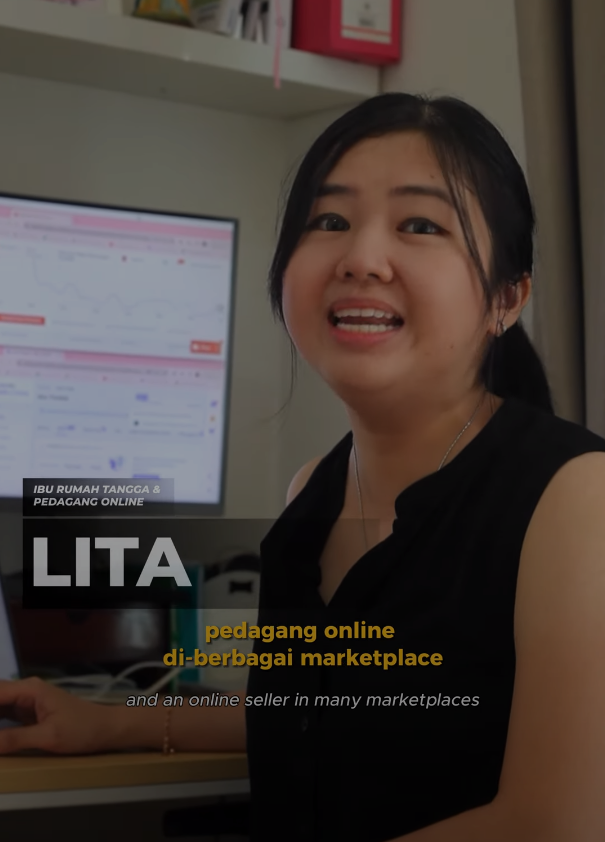 IBU RUMAH TANGGA &
PEDAGANG ONLINE
LITA
pedagang online
di-berbagai marketplace
and an online seller in many marketplaces